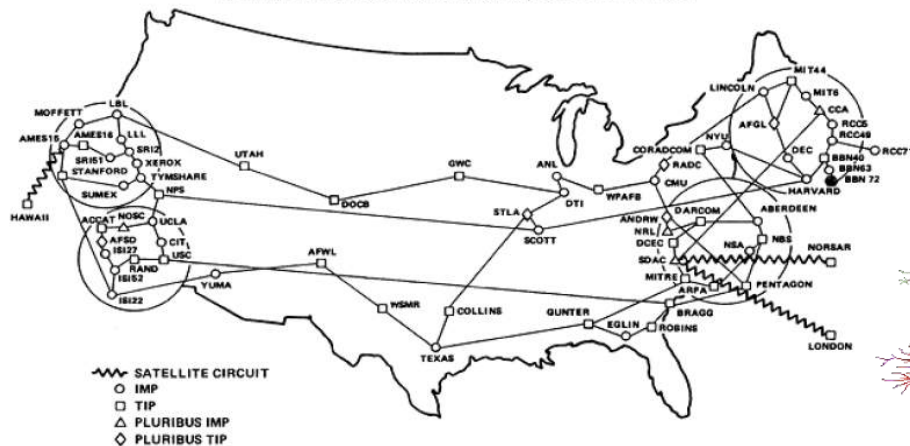 MIT44
LINCOLN
MIT6
CCA
RCC5
RCC49
RCC71
AFGL
DEC
BBN40
BBN63
BBN 72
HARVARD
NYU
CORADCOM
RADC
CMU
MOFFETT
LBL
LLL
AMES15
AMES16
SRI2
SRI51
XEROX
STANFORD
TYMSHARE
SUMEX
NPS
HAWAII
UTAH
DOCB
GWC
ANL
DTI
WPAFB
STLA
SCOTT
ABERDEEN
ANDRW
DARCOM
NRL
DCEC
NSA
NBS
SDAC
NORSAR
MITRE
ARPA
PENTAGON
BRAGG
LONDON
ACCAT
NOSC
UCLA
AFSD
CIT
ISI27
RAND
USC
ISI52
ISI22
YUMA
AFWL
WSMR
COLLINS
TEXAS
GUNTER
EGLIN
ROBINS
SATELLITE CIRCUIT
IMP
TIP
PLURIBUS IMP
PLURIBUS TIP